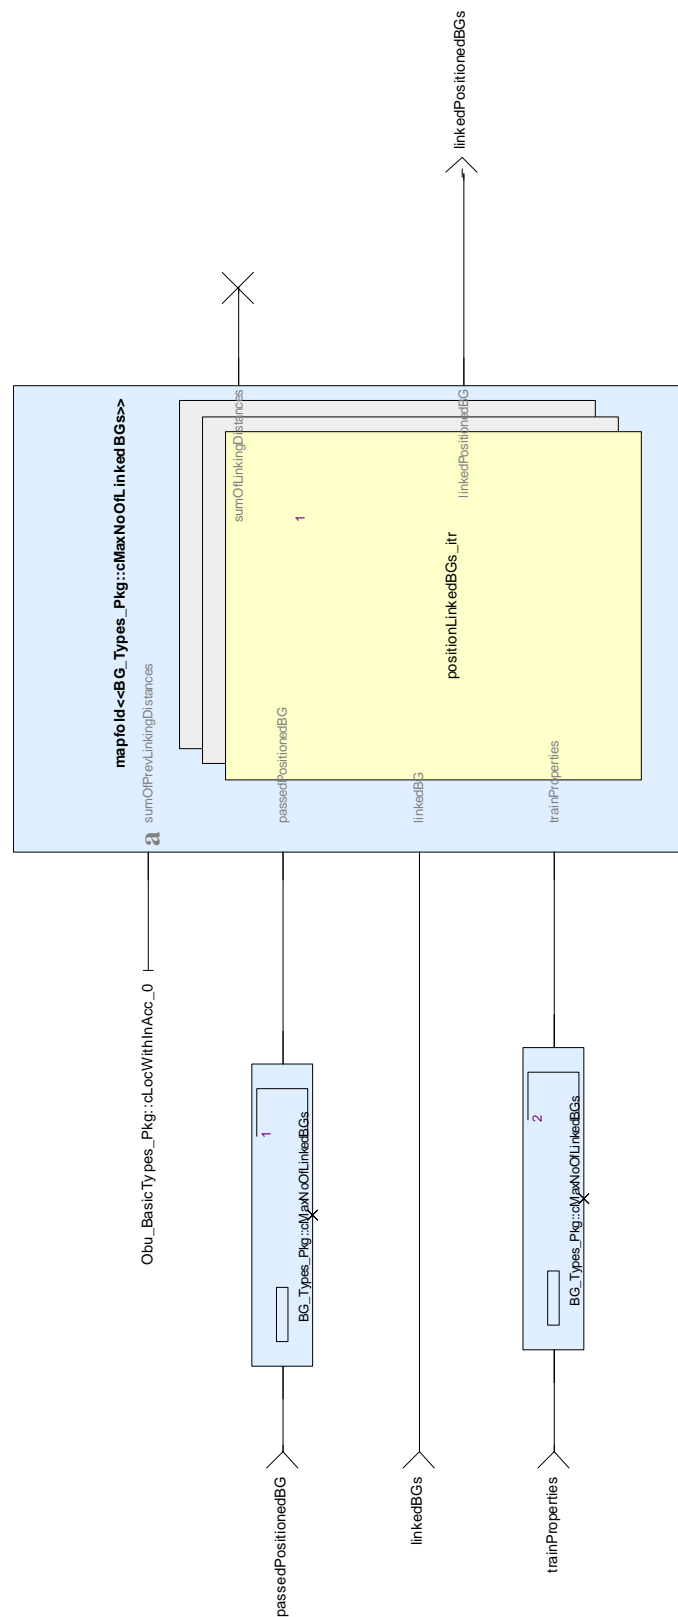 mapfold<<BG_Types_Pkg::cMaxNoOfLinkedBGs>>
Obu_BasicTypes_Pkg::cLocWithInAcc_0
a
sumOfPrevLinkingDistances
sumOfLinkingDistances
passedPositionedBG
1
BG_Types_Pkg::cMaxNoOfLinkedBGs
passedPositionedBG
1
linkedBGs
linkedBG
positionLinkedBGs_itr
linkedPositionedBG
linkedPositionedBGs
trainProperties
2
BG_Types_Pkg::cMaxNoOfLinkedBGs
trainProperties